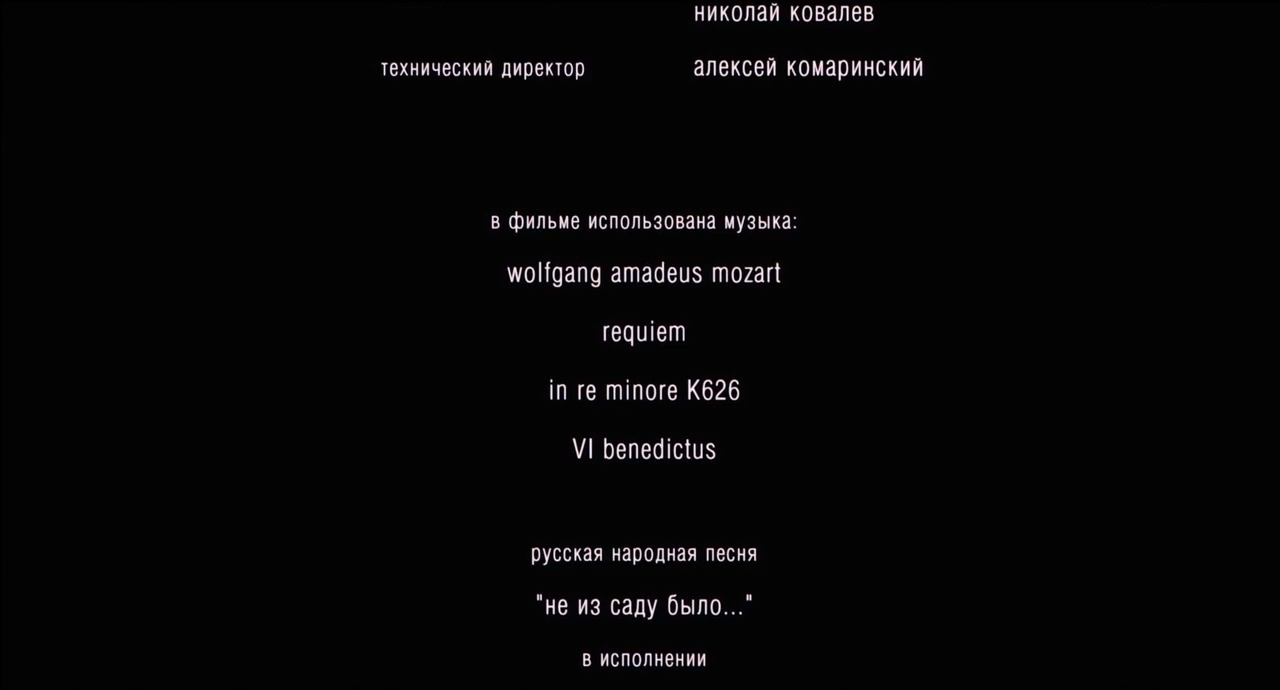 николай ковалев
технический директор алексей комаринский
в фильме использована музыка:
wolfgang amadeus mozart
requiem
in re minore K626
VI benedictus
русская народная песня
"не из саду было..."
в исполнении